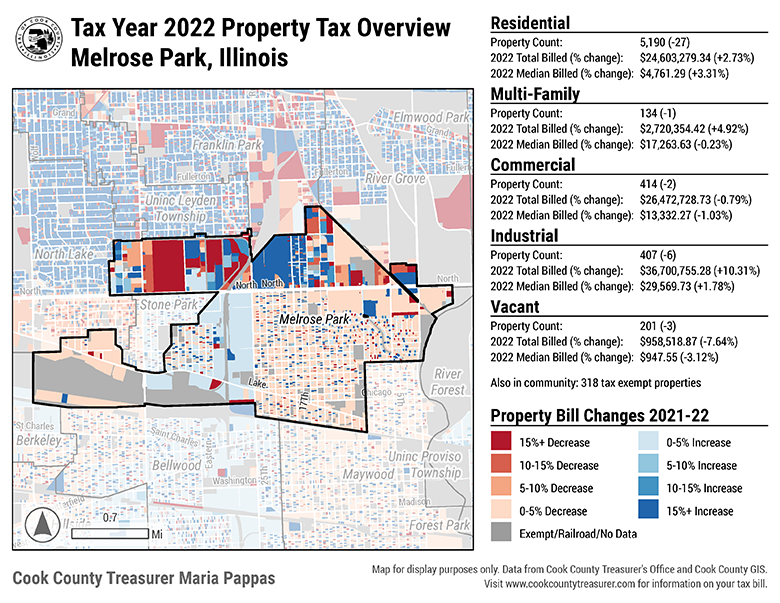 Tax Year 2022 Property Tax Overview
Melrose Park, Illinois
Elmwood Park
Grand
Grand
Franklin Park
Fullerton
Fullerton
Fuller
River Grove
Uninc Leyden
Township
North Lake
North
North
North
North
Stone Park
Melrose Park
Lake
17Th
Chicago
5Th
River
Forest
St Charles
Saint Charles
Berkeley
Bellwood
Eastern
25Th
Washington
Maywood
Uninc Proviso
Township
Madison
Forest Park
0.7
Mi
Cook County Treasurer Maria Pappas
Residential
Property Count: 5,190 (-27)
2022 Total Billed (% change): $24,603,279.34 (+2.73%)
2022 Median Billed (% change): $4,761.29 (+3.31%)
Multi-Family
Property Count: 134 (-1)
2022 Total Billed (% change): $2,720,354.42 (+4.92%)
2022 Median Billed (% change): $17,263.63 (-0.23%)
Commercial
Property Count: 414 (-2)
2022 Total Billed (% change): $26,472,728.73 (-0.79%)
2022 Median Billed (% change): $13,332.27 (-1.03%)
Industrial
Property Count: 407 (-6)
2022 Total Billed (% change): $36,700,755.28 (+10.31%)
2022 Median Billed (% change): $29,569.73 (+1.78%)
Vacant
Property Count: 201 (-3)
2022 Total Billed (% change): $958,518.87 (-7.64%)
2022 Median Billed (% change): $947.55 (-3.12%)
Also in community: 318 tax exempt properties
Property Bill Changes 2021-22
15%+ Decrease
0-5% Increase
10-15% Decrease
5-10% Increase
5-10% Decrease
10-15% Increase
0-5% Decrease
15%+ Increase
Exempt/Railroad/No Data
Map for display purposes only. Data from Cook County Treasurer's Office and Cook County GIS.
Visit www.cookcountytreasurer.com for information on your tax bill.